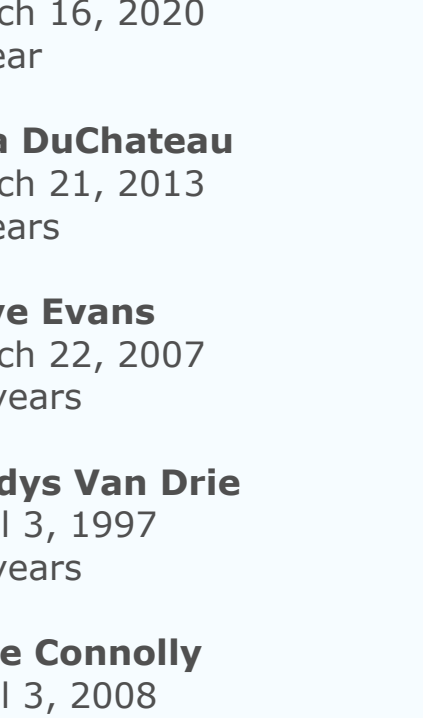 ch 16, 2020
ear
a DuChateau
ch 21, 2013
ears
ve Evans
ch 22, 2007
years
dys Van Drie
l 3, 1997
years
e Connolly
l 3, 2008